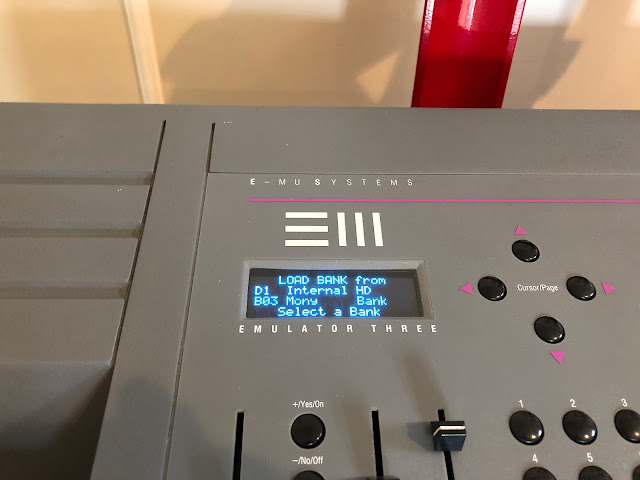 E-MU SYSTEMS
EIII
LOAD BANK from
D1 Internal HD
B03 Mony Bank
Select a Bank
EMULATOR THREE
Cursor/Page
+/Yes/On
1 2 3
-/No/Off
4 5